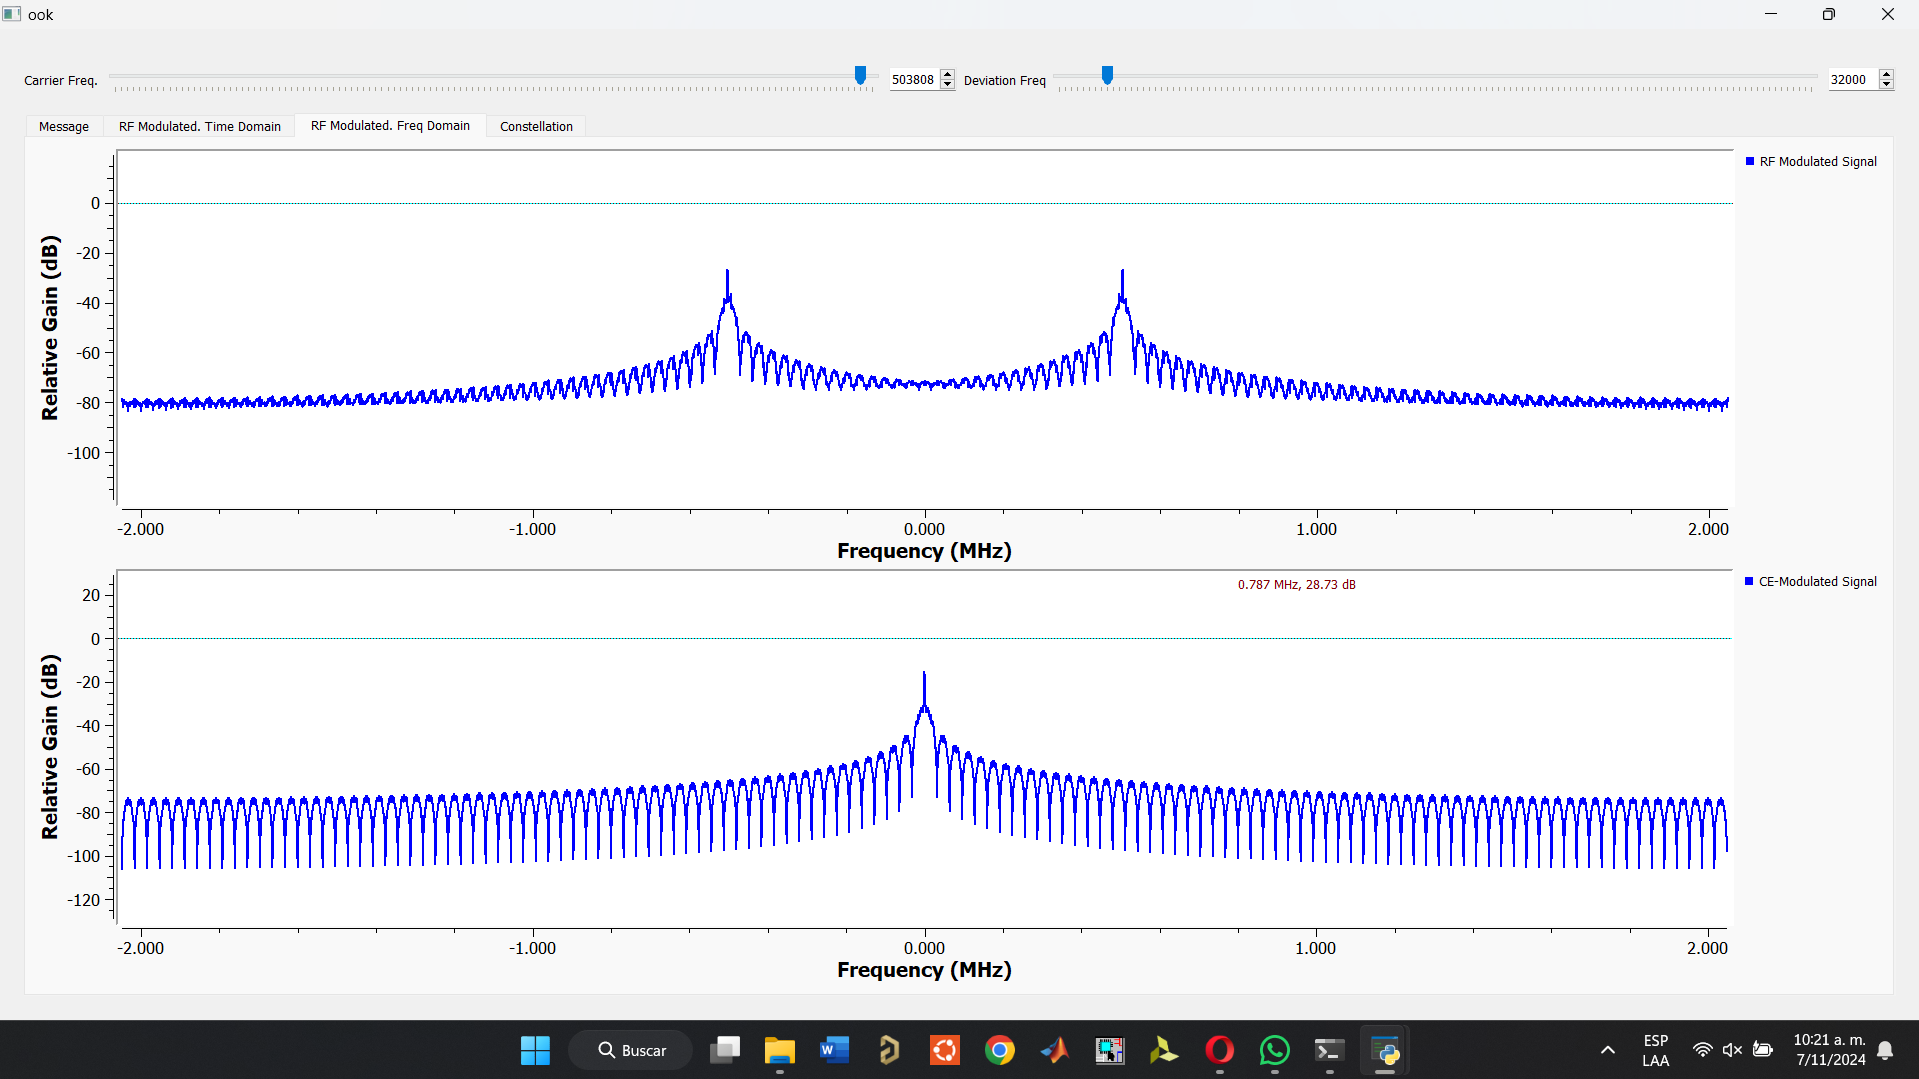 ook
Carrier Freq. 503808 Deviation Freq 32000
Message RF Modulated. Time Domain RF Modulated. Freq Domain Constellation
RF Modulated Signal
Relative Gain (dB)
0
-20
-40
-60
-80
-100
-2.000 -1.000 0.000 1.000 2.000
Frequency (MHz)
0.787 MHz, 28.73 dB
CE-Modulated Signal
Relative Gain (dB)
20
0
-20
-40
-60
-80
-100
-120
-2.000 -1.000 0.000 1.000 2.000
Frequency (MHz)
Buscar
W
ESP
LAA
10:21 a. m.
7/11/2024